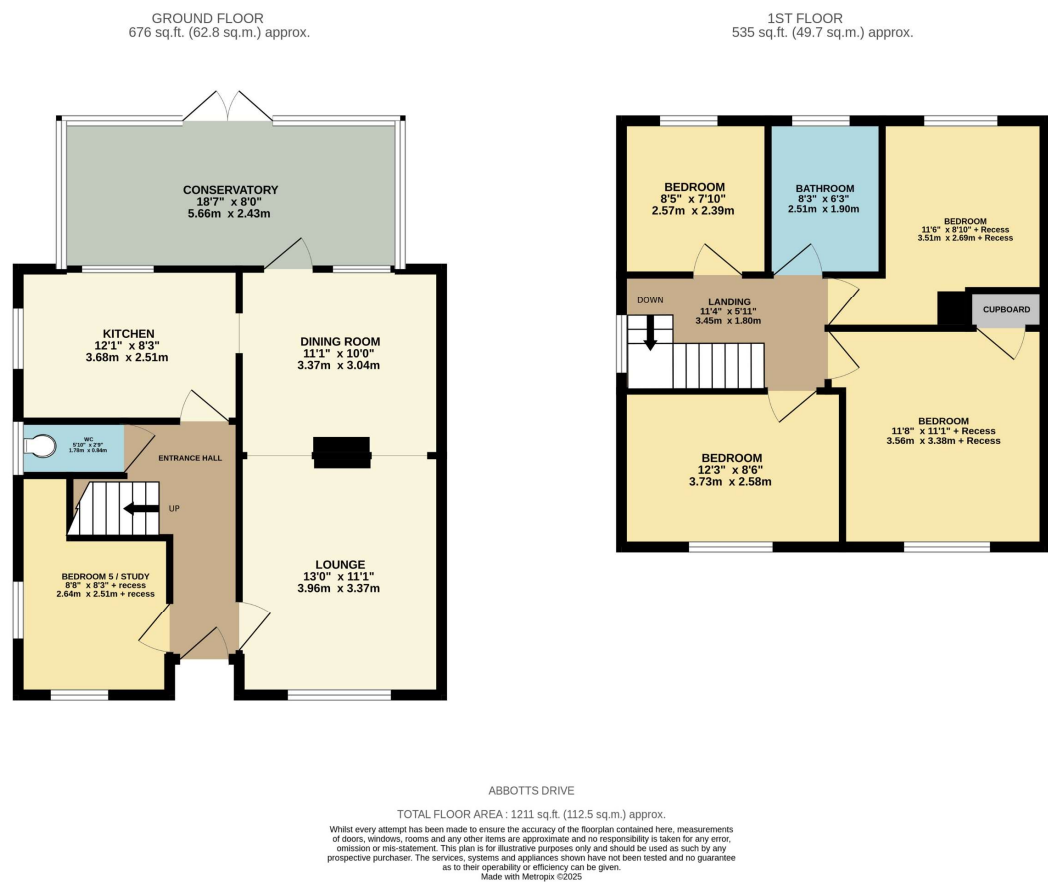 GROUND FLOOR
676 sq.ft. (62.8 sq.m.) approx.
CONSERVATORY
18'7" x 8'0"
5.66m x 2.43m
KITCHEN
12'1" x 8'3"
3.68m x 2.51m
DINING ROOM
11'1" x 10'0"
3.37m x 3.04m
WC
5'10" x 2'9"
1.78m x 0.84m
ENTRANCE HALL
UP
BEDROOM 5 / STUDY
8'8" x 8'3" + recess
2.64m x 2.51m + recess
LOUNGE
13'0" x 11'1"
3.96m x 3.37m
1ST FLOOR
535 sq.ft. (49.7 sq.m.) approx.
BEDROOM
8'5" x 7'10"
2.57m x 2.39m
BATHROOM
8'3" x 6'3"
2.51m x 1.90m
BEDROOM
11'6" x 8'10" + Recess
3.51m x 2.69m + Recess
DOWN
LANDING
11'4" x 5'11"
3.45m x 1.80m
CUPBOARD
BEDROOM
12'3" x 8'6"
3.73m x 2.58m
BEDROOM
11'8" x 11'1" + Recess
3.56m x 3.38m + Recess
ABBOTTS DRIVE
TOTAL FLOOR AREA : 1211 sq.ft. (112.5 sq.m.) approx.
Whilst every attempt has been made to ensure the accuracy of the floorplan contained here, measurements
of doors, windows, rooms and any other items are approximate and no responsibility is taken for any error,
omission or mis-statement. This plan is for illustrative purposes only and should be used as such by any
prospective purchaser. The services, systems and appliances shown have not been tested and no guarantee
as to their operability or efficiency can be given.
Made with Metropix ©2025